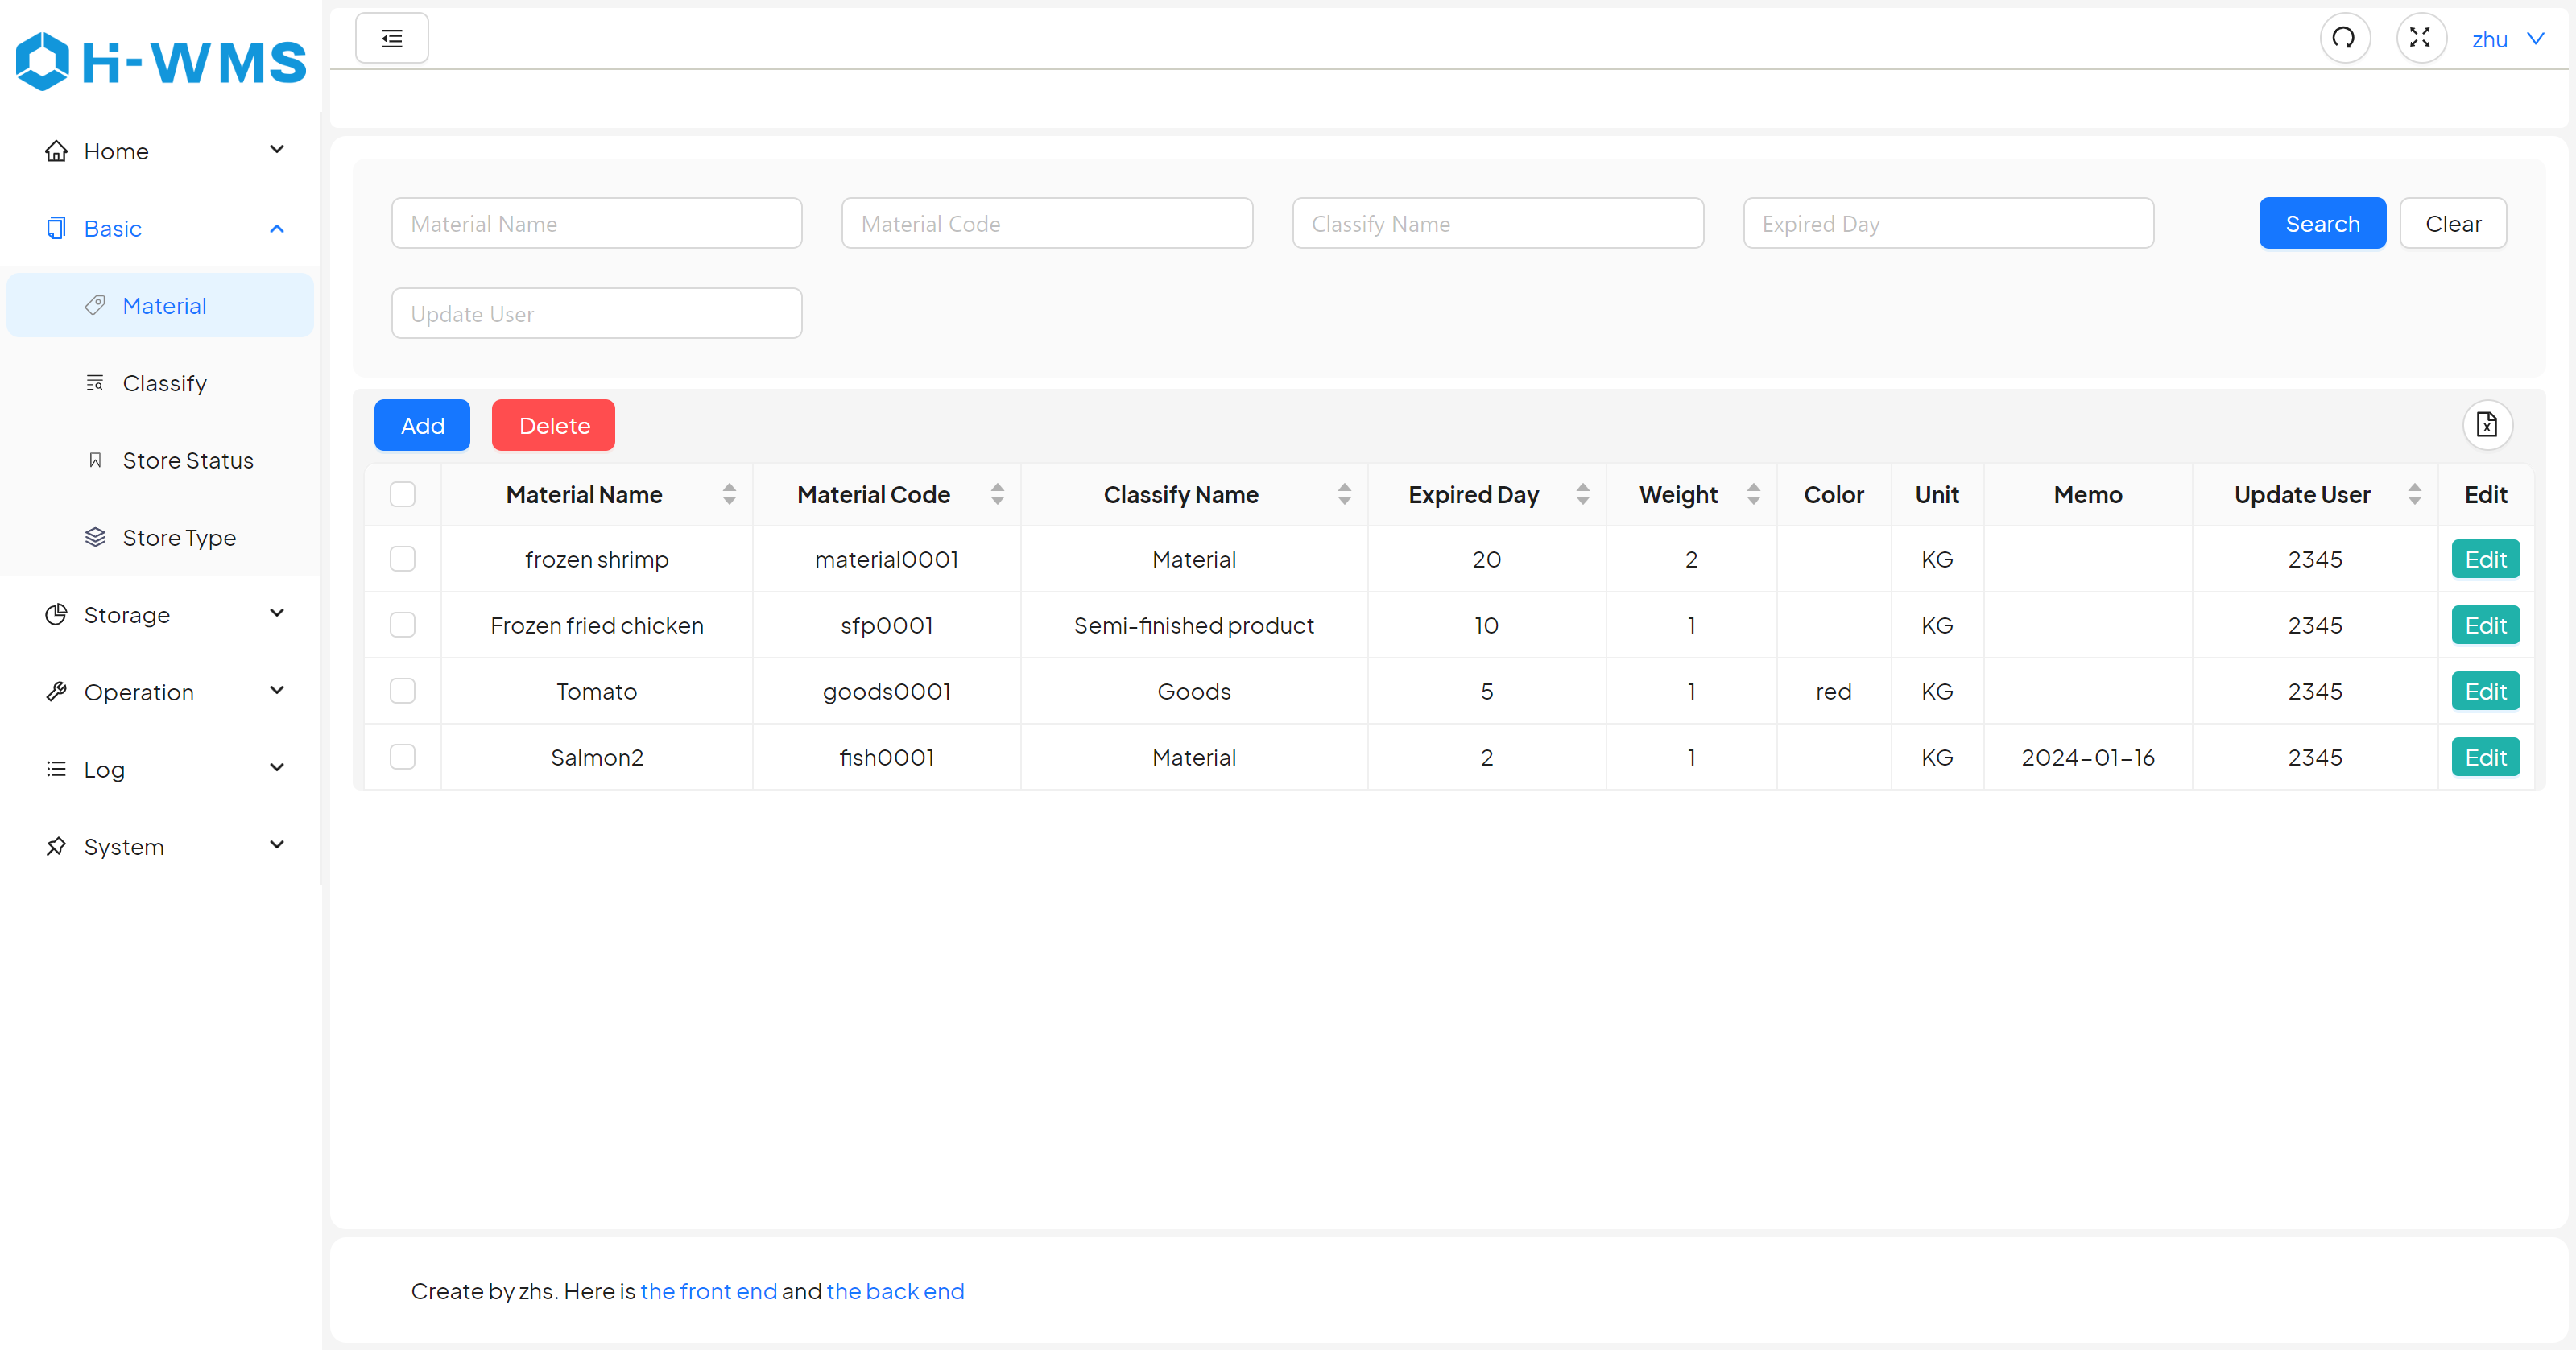 Hi-WMS
zhu
Home
Basic
Material
Classify
Store Status
Store Type
Storage
Operation
Log
System
Material Name Material Code Classify Name Expired Day Search Clear
Update User
Add Delete
Material Name Material Code Classify Name Expired Day Weight Color Unit Memo Update User Edit
frozen shrimp material0001 Material 20 2 KG 2345 Edit
Frozen fried chicken sfp0001 Semi-finished product 10 1 KG 2345 Edit
Tomato goods0001 Goods 5 1 red KG 2345 Edit
Salmon2 fish0001 Material 2 1 KG 2024-01-16 2345 Edit
Create by zhs. Here is the front end and the back end